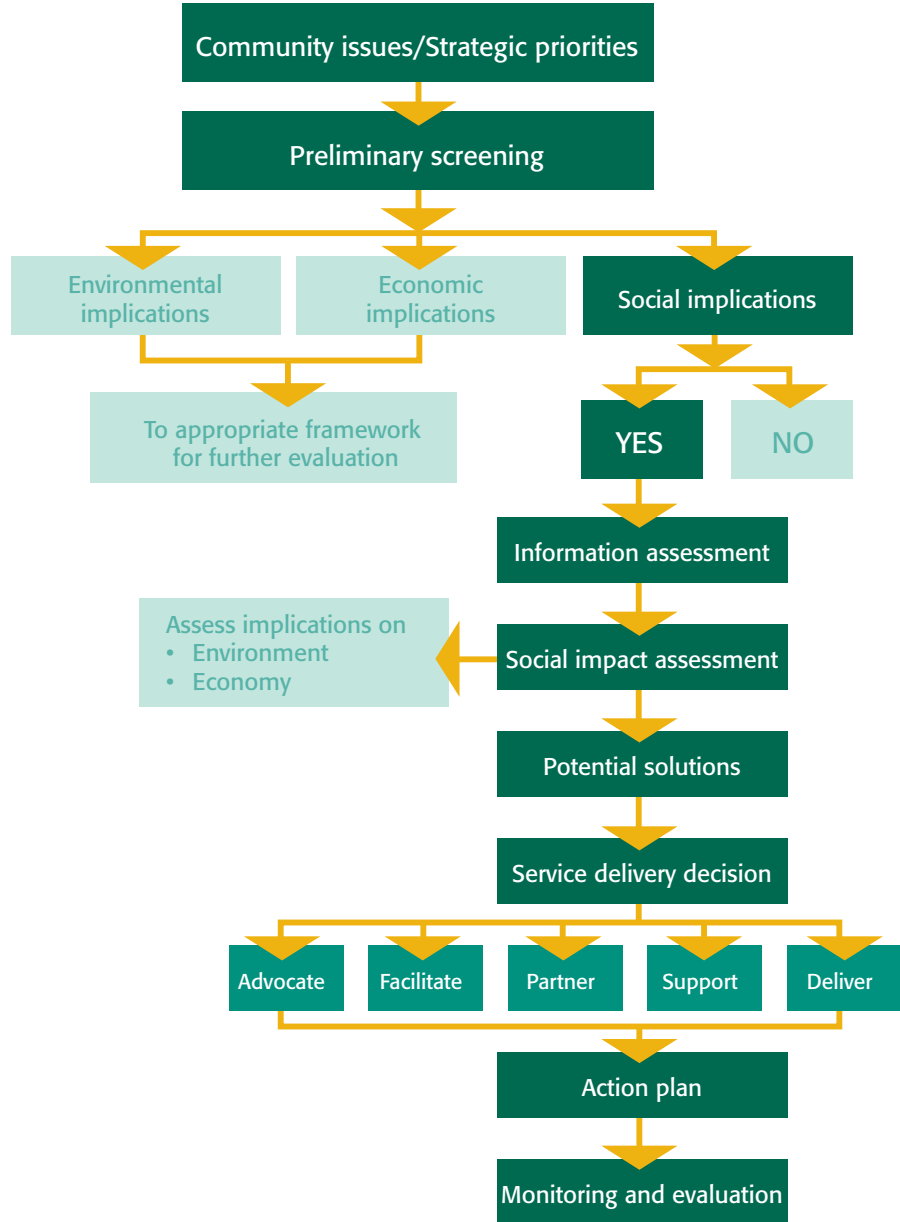 Community issues/Strategic priorities
Preliminary screening
Environmental
implications
Economic
implications
Social implications
To appropriate framework
for further evaluation
YES
NO
Information assessment
Assess implications on
• Environment
• Economy
Social impact assessment
Potential solutions
Service delivery decision
Advocate
Facilitate
Partner
Support
Deliver
Action plan
Monitoring and evaluation